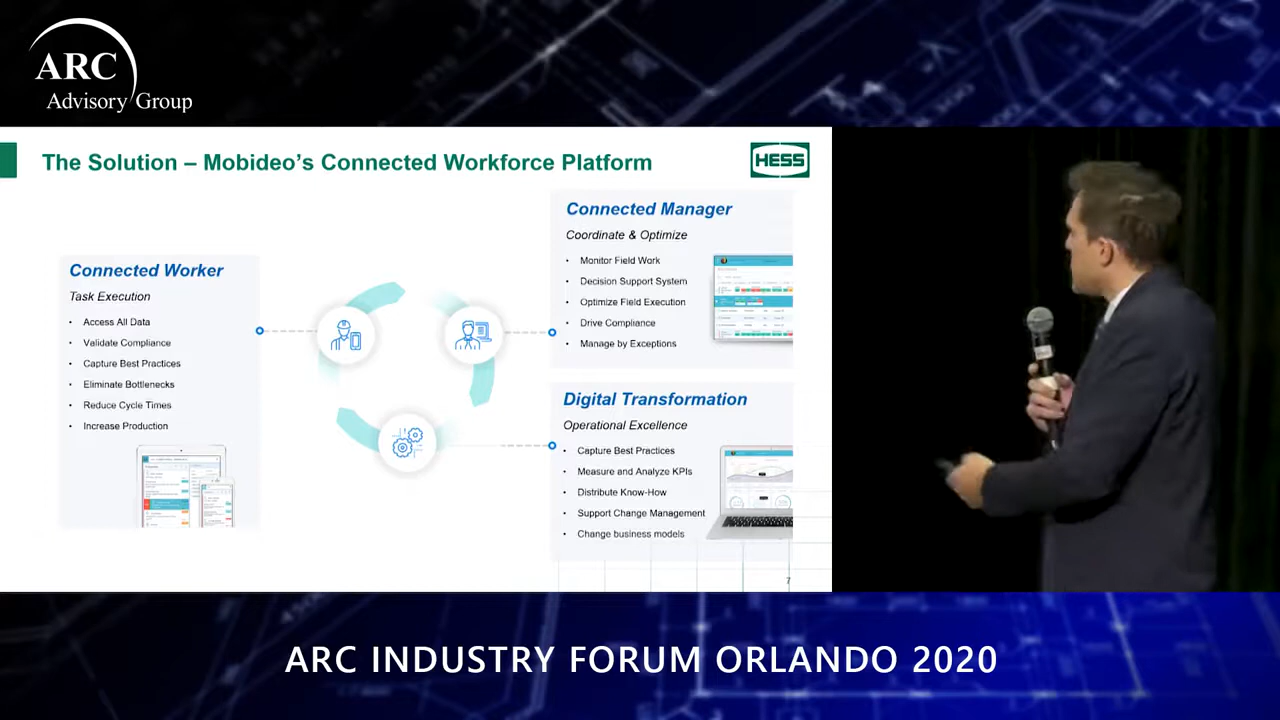 ARC
Advisory Group
The Solution – Mobideo's Connected Workforce Platform
HESS
Connected Worker
Task Execution
• Access All Data
• Validate Compliance
• Capture Best Practices
• Eliminate Bottlenecks
• Reduce Cycle Times
• Increase Production
Connected Manager
Coordinate & Optimize
• Monitor Field Work
• Decision Support System
• Optimize Field Execution
• Drive Compliance
• Manage by Exceptions
Digital Transformation
Operational Excellence
• Capture Best Practices
• Measure and Analyze KPIs
• Distribute Know-How
• Support Change Management
• Change business models
7
ARC INDUSTRY FORUM ORLANDO 2020